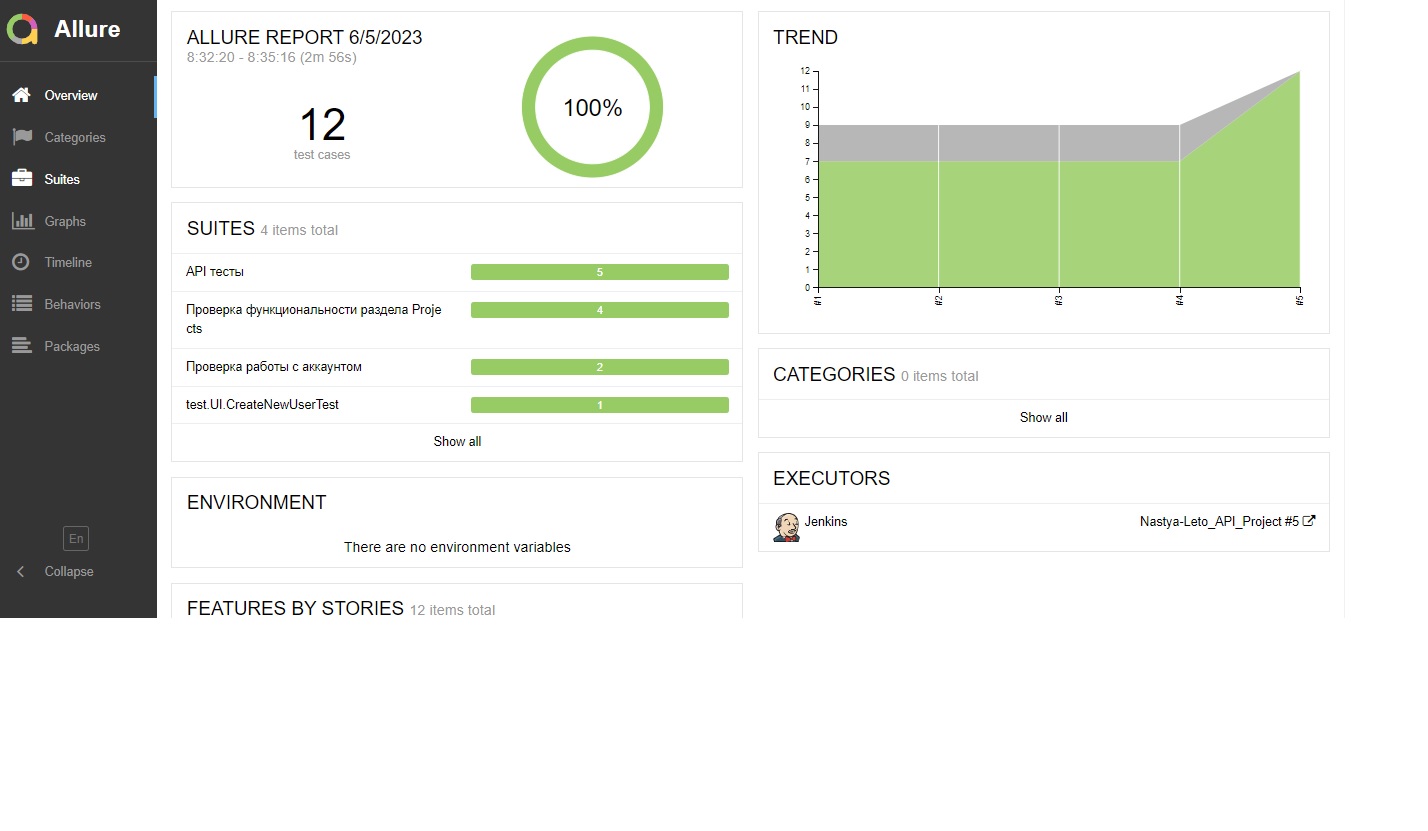 Allure
Overview
Categories
Suites
Graphs
Timeline
Behaviors
Packages
En
Collapse
ALLURE REPORT 6/5/2023
8:32:20 - 8:35:16 (2m 56s)
12
test cases
100%
SUITES 4 items total
API тесты 5
Проверка функциональности раздела Proje
cts 4
Проверка работы с аккаунтом 2
test.UI.CreateNewUserTest 1
Show all
ENVIRONMENT
There are no environment variables
FEATURES BY STORIES 12 items total
TREND
12
11
10
9
8
7
6
5
4
3
2
1
0
#1 #2 #3 #4 #5
CATEGORIES 0 items total
Show all
EXECUTORS
Jenkins Nastya-Leto_API_Project #5